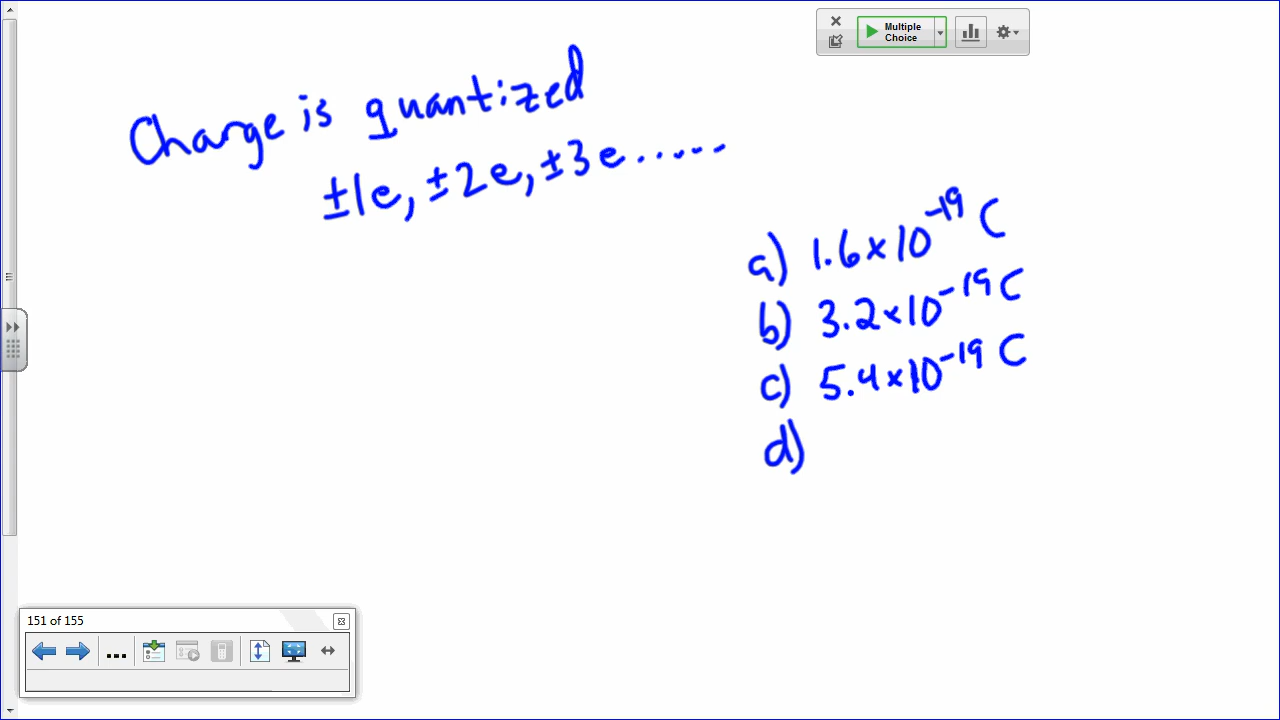 Multiple
Choice
Charge is quantized
±1e, ±2e, ±3e.....
a) 1.6×10⁻¹⁹ C
b) 3.2×10⁻¹⁹ C
c) 5.4×10⁻¹⁹ C
d)
151 of 155
...